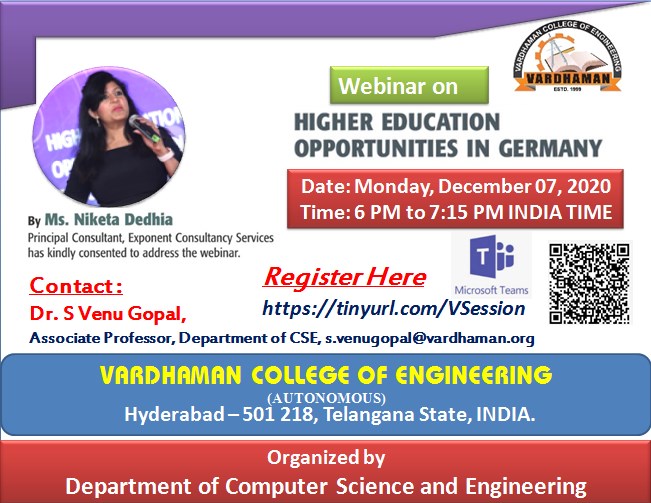 VARDHAMAN COLLEGE OF ENGINEERING
VARDHAMAN
ESTD. 1999
Webinar on
HIGHER EDUCATION
OPPORTUNITIES IN GERMANY
Date: Monday, December 07, 2020
Time: 6 PM to 7:15 PM INDIA TIME
By Ms. Niketa Dedhia
Principal Consultant, Exponent Consultancy Services
has kindly consented to address the webinar.
Register Here
https://tinyurl.com/VSession
Microsoft Teams
Contact :
Dr. S Venu Gopal,
Associate Professor, Department of CSE, s.venugopal@vardhaman.org
VARDHAMAN COLLEGE OF ENGINEERING
(AUTONOMOUS)
Hyderabad – 501 218, Telangana State, INDIA.
Organized by
Department of Computer Science and Engineering